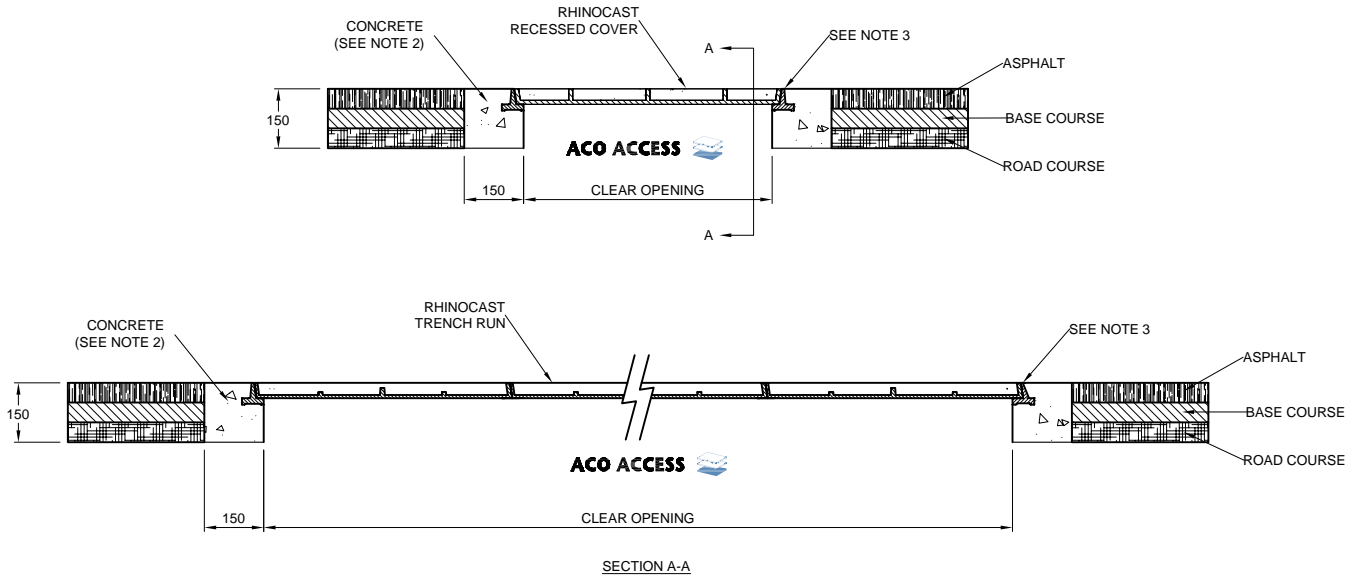 CONCRETE
(SEE NOTE 2)
RHINOCAST
RECESSED COVER
A
SEE NOTE 3
ASPHALT
150
BASE COURSE
ACO ACCESS
ROAD COURSE
150
CLEAR OPENING
A
CONCRETE
(SEE NOTE 2)
RHINOCAST
TRENCH RUN
SEE NOTE 3
ASPHALT
150
BASE COURSE
ACO ACCESS
ROAD COURSE
150
CLEAR OPENING
SECTION A-A